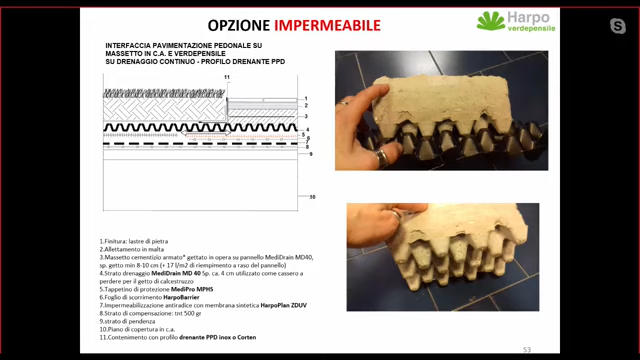 OPZIONE IMPERMEABILE
Harpo
verdepensile
INTERFACCIA PAVIMENTAZIONE PEDONALE SU
MASSETTO IN C.A. E VERDEPENSILE
SU DRENAGGIO CONTINUO - PROFILO DRENANTE PPD
11
1
2
3
4
5
6
7
8
9
10
1.Finitura: lastre di pietra
2.Allettamento in malta
3.Massetto cementizio armato* gettato in opera su pannello MediDrain MD40,
sp. getto min 8-10 cm (+ 17 l/m2 di riempimento a raso del pannello)
4.Strato drenaggio MediDrain MD 40 Sp. ca. 4 cm utilizzato come cassero a
perdere per il getto di calcestruzzo
5.Tappetino di protezione MediPro MPH5
6.Foglio di scorrimento HarpoBarrier
7.Impermeabilizzazione antiradice con membrana sintetica HarpoPlan ZDUV
8.Strato di compensazione: tnt 500 gr
9.strato di pendenza
10.Piano di copertura in c.a.
11.Contenimento con profilo drenante PPD inox o Corten
53